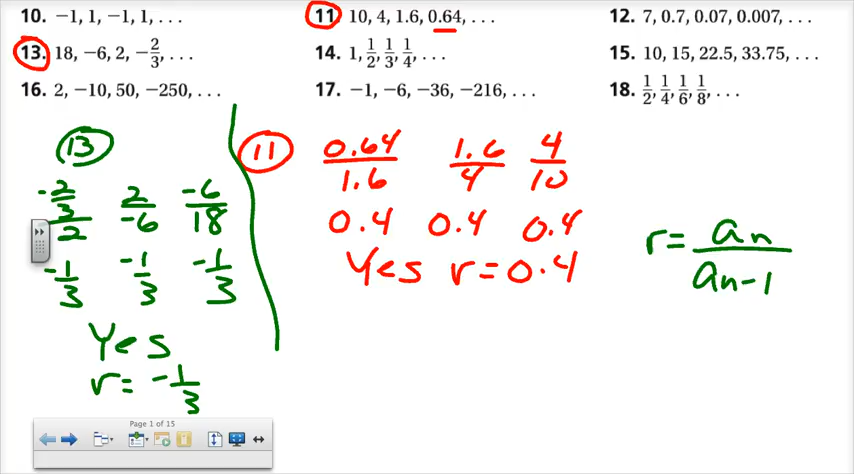 10. −1, 1, −1, 1, . . .
11. 10, 4, 1.6, 0.64, . . .
12. 7, 0.7, 0.07, 0.007, . . .
13. 18, −6, 2, −2/3, . . .
14. 1, 1/2, 1/3, 1/4, . . .
15. 10, 15, 22.5, 33.75, . . .
16. 2, −10, 50, −250, . . .
17. −1, −6, −36, −216, . . .
18. 1/2, 1/4, 1/6, 1/8, . . .
13
(-2/3)/2 2/-6 -6/18
-1/3 -1/3 -1/3
Yes
r = -1/3
11
0.64/1.6 1.6/4 4/10
0.4 0.4 0.4
Yes r = 0.4
r = an/an-1
Page 1 of 15